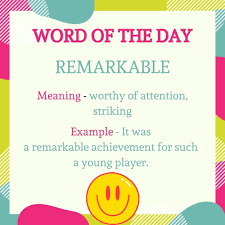 WORD OF THE DAY
REMARKABLE
Meaning - worthy of attention,
striking
Example - It was
a remarkable achievement for such
a young player.